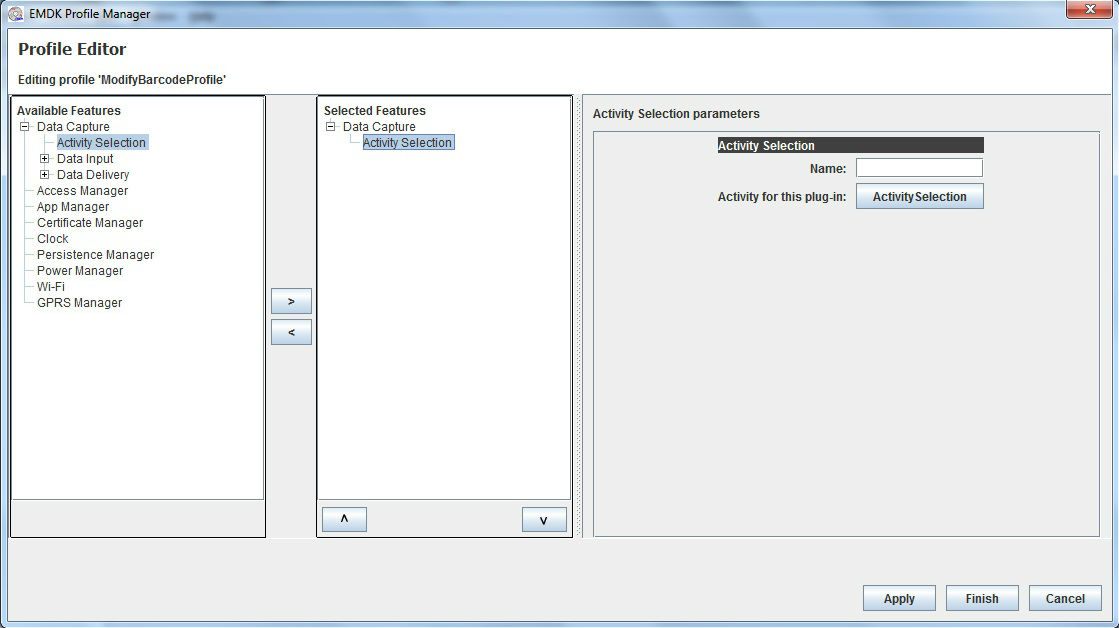 EMDK Profile Manager
Profile Editor
Editing profile 'ModifyBarcodeProfile'
Available Features
Data Capture
Activity Selection
Data Input
Data Delivery
Access Manager
App Manager
Certificate Manager
Clock
Persistence Manager
Power Manager
Wi-Fi
GPRS Manager
>
<
Selected Features
Data Capture
Activity Selection
^
v
Activity Selection parameters
Activity Selection
Name:
Activity for this plug-in: ActivitySelection
Apply Finish Cancel